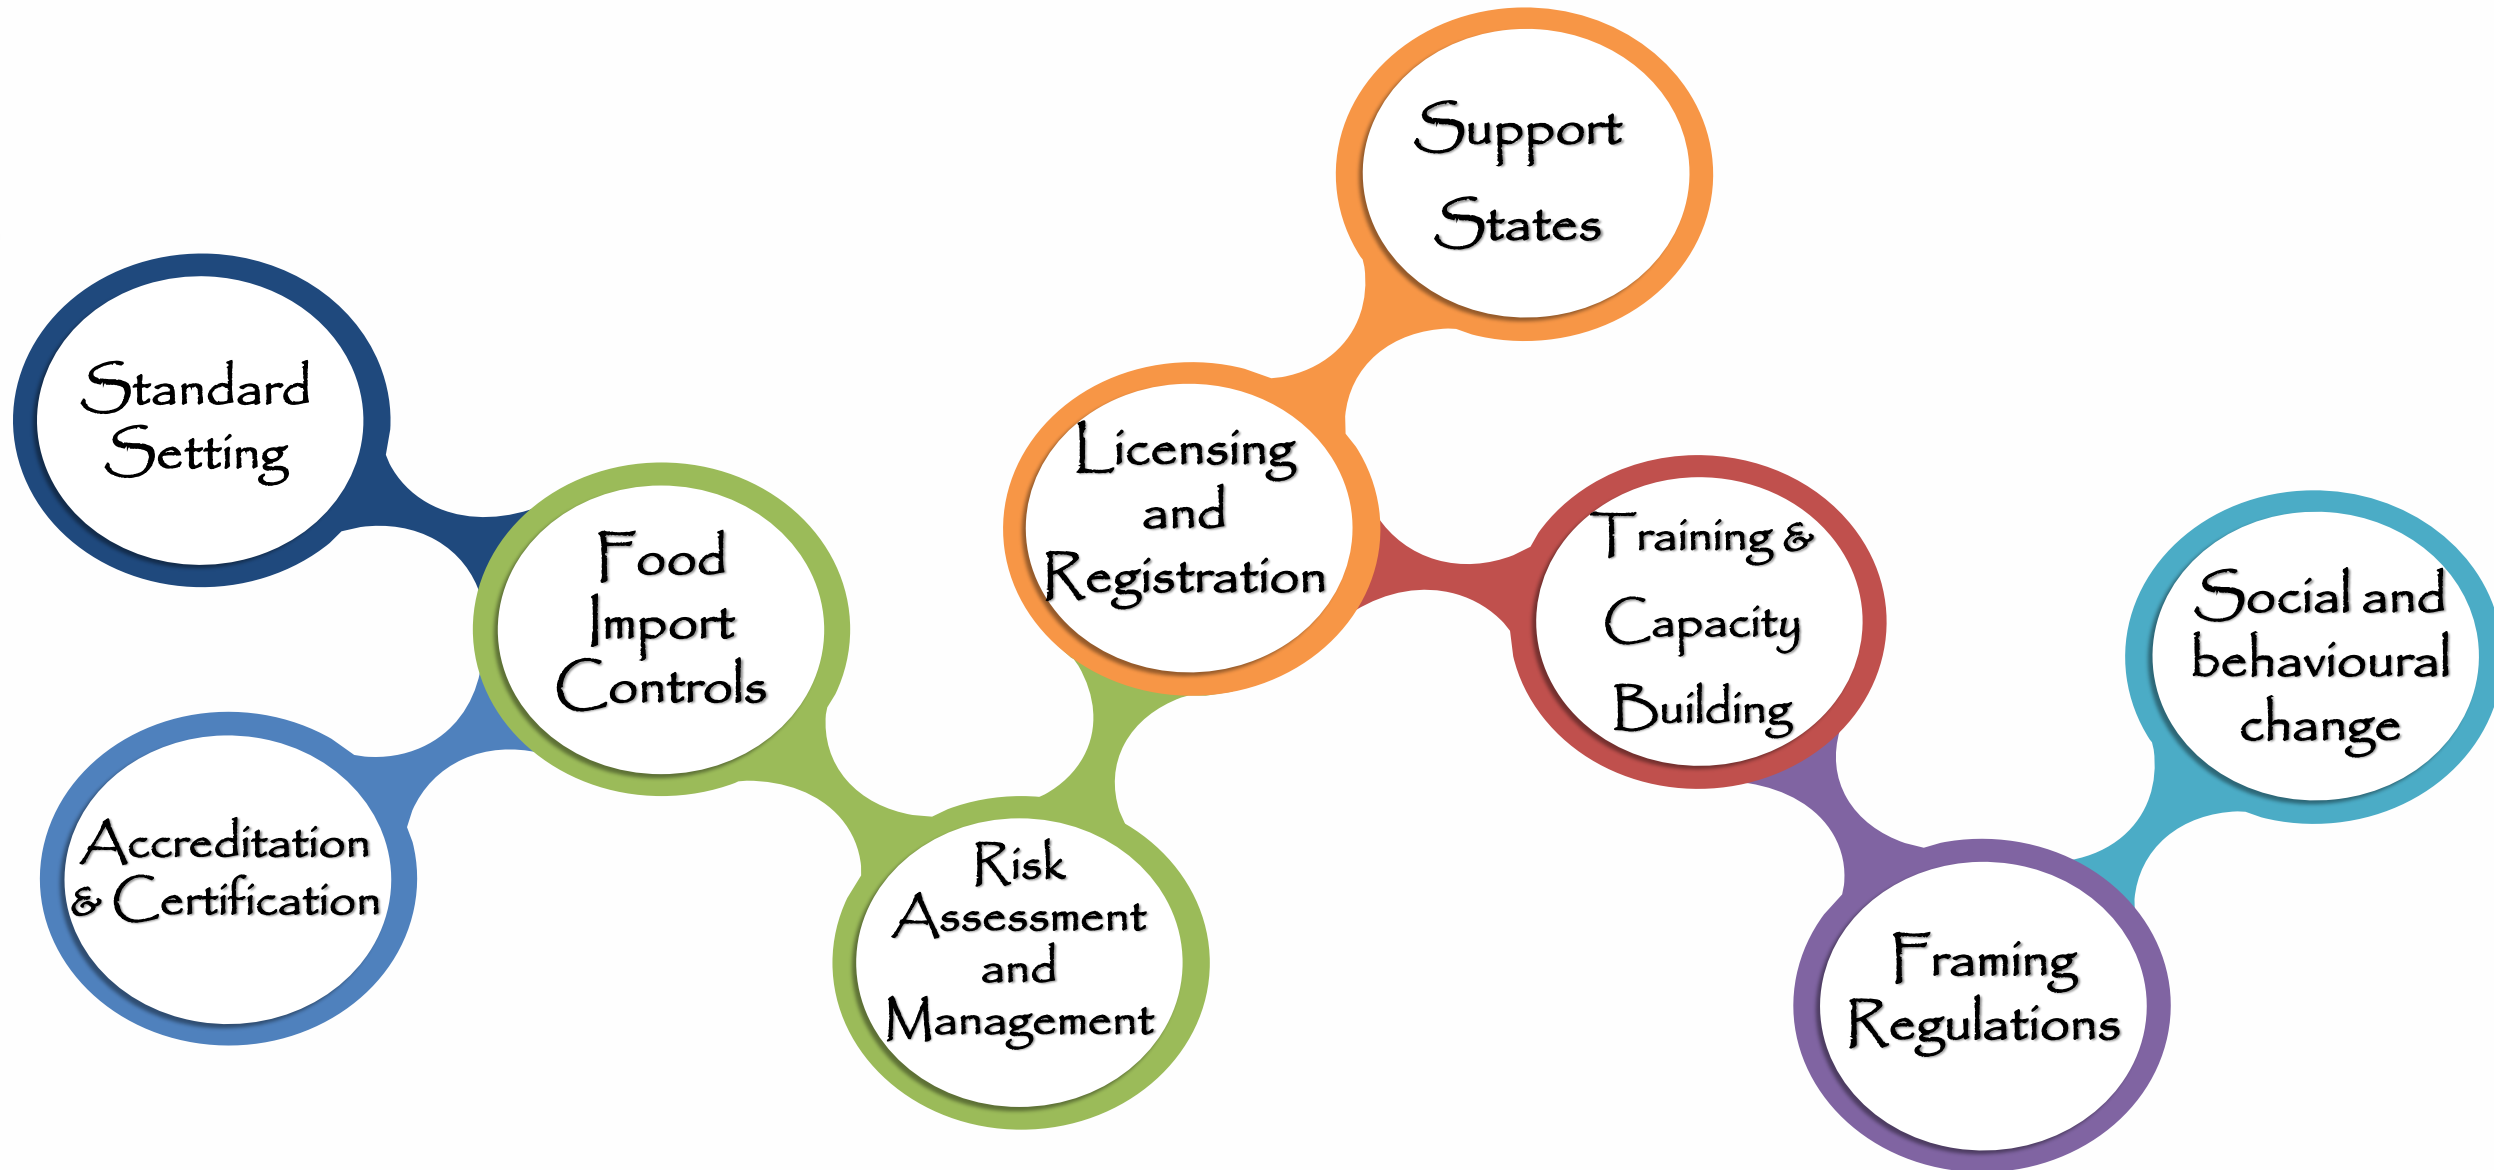 Support
States
Standard
Setting
Licensing
and
Registration
Food
Import
Controls
Training &
Capacity
Building
Social and
behavioural
change
Accreditation
& Certification
Risk
Assessment
and
Management
Framing
Regulations